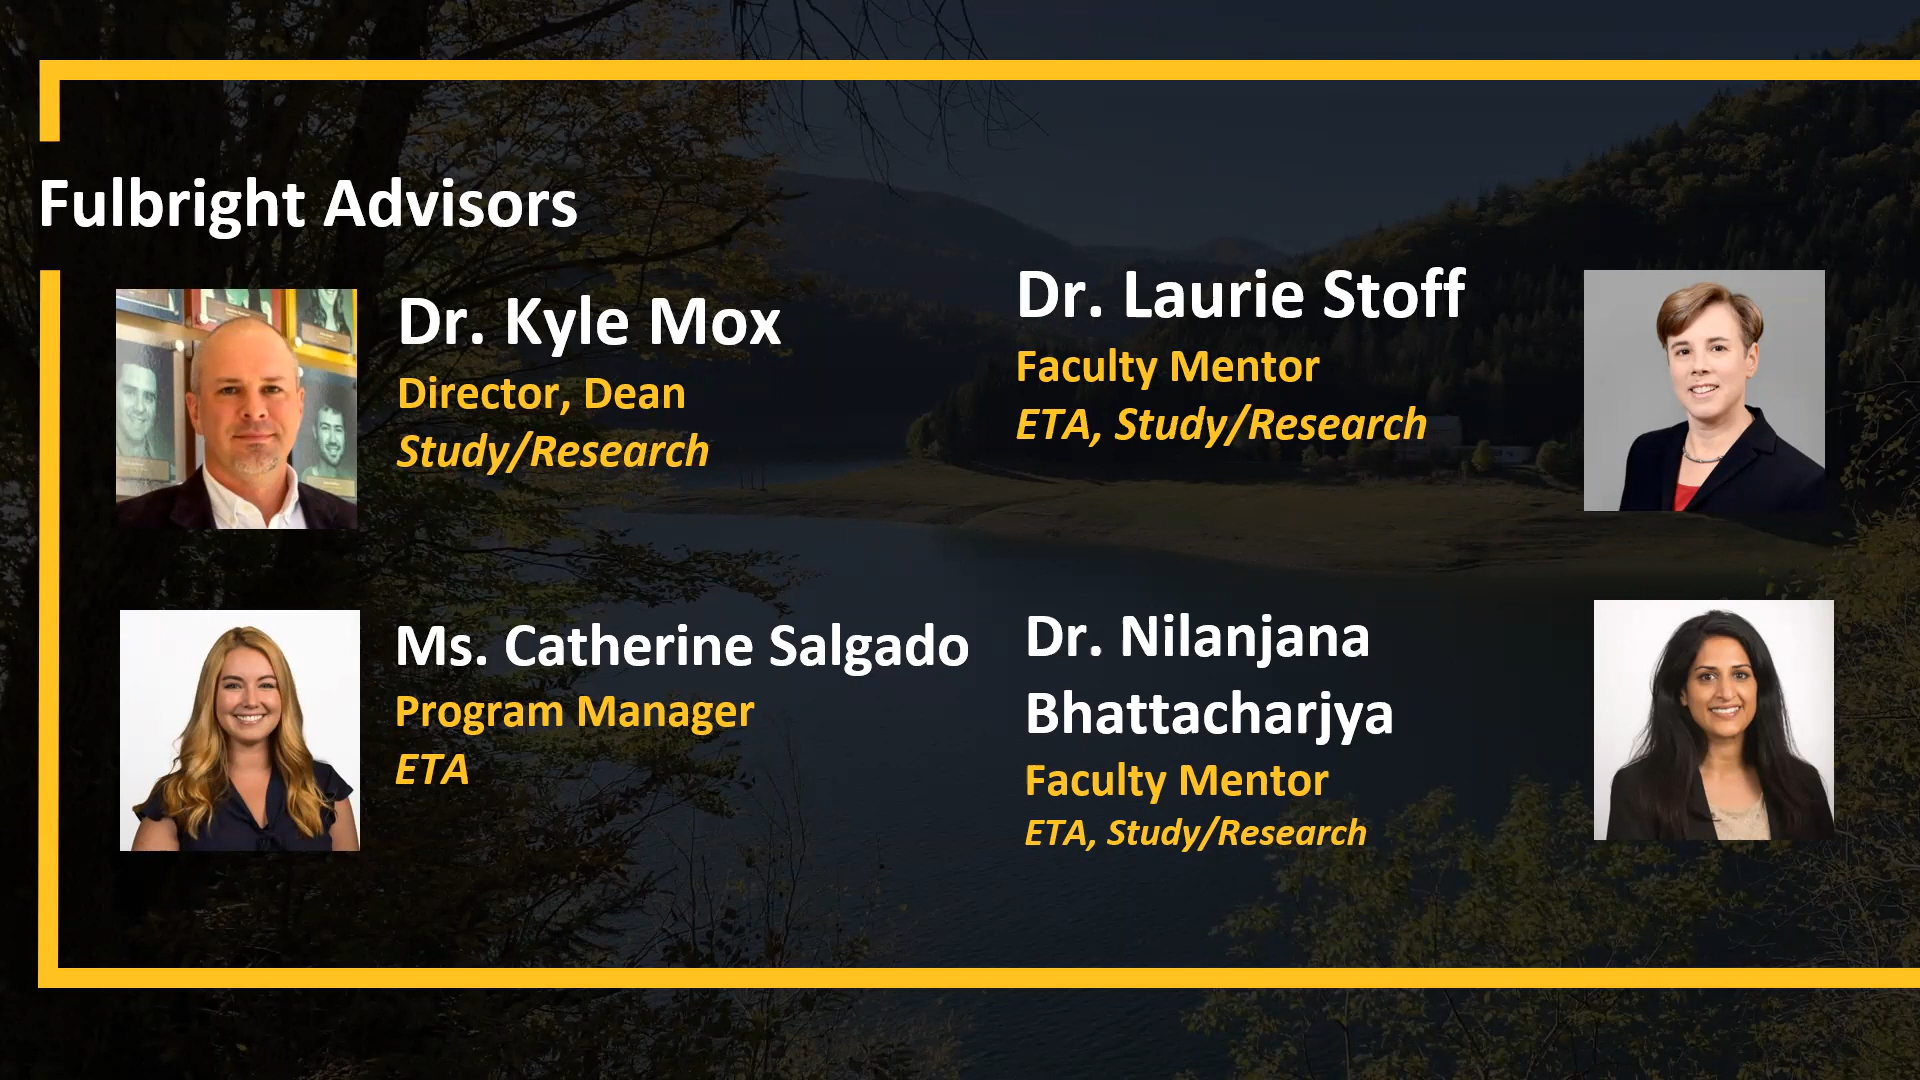 Fulbright Advisors
Dr. Kyle Mox
Director, Dean
Study/Research
Dr. Laurie Stoff
Faculty Mentor
ETA, Study/Research
Ms. Catherine Salgado
Program Manager
ETA
Dr. Nilanjana
Bhattacharjya
Faculty Mentor
ETA, Study/Research